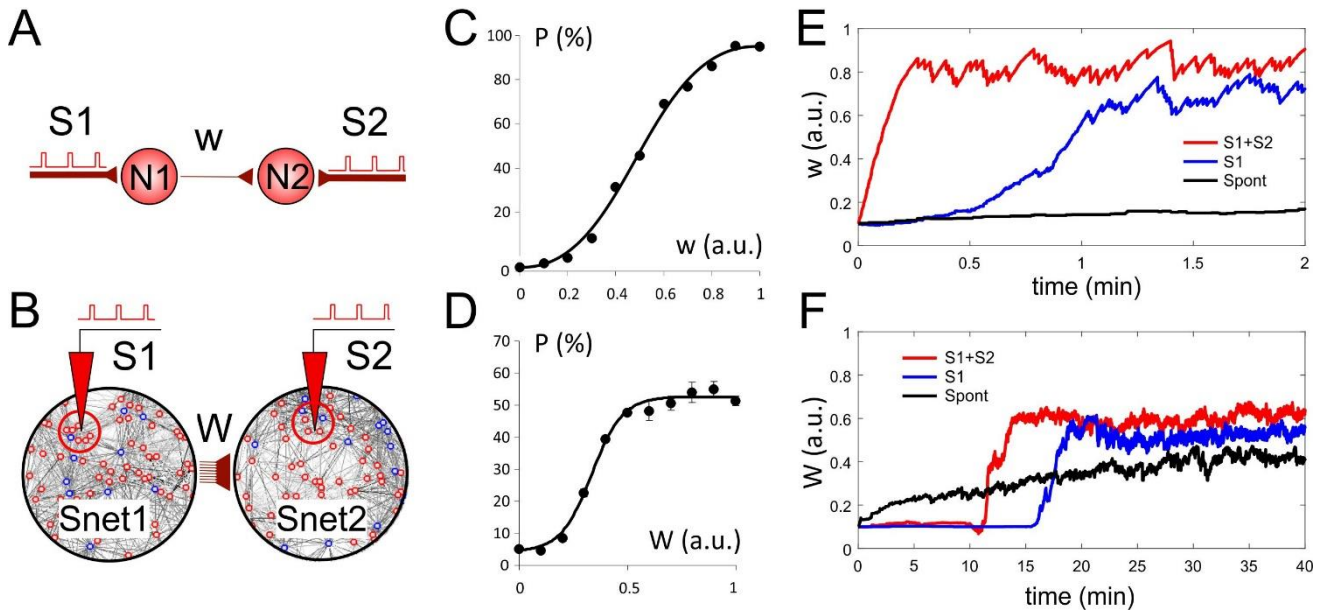 A
S1
w
S2
N1
N2
B
S1
S2
W
Snet1
Snet2
C
P (%)
100
80
60
40
20
0
w (a.u.)
0 0.2 0.4 0.6 0.8 1
D
P (%)
70
60
50
40
30
20
10
0
W (a.u.)
0 0.5 1
E
w (a.u.)
1
0.8
0.6
0.4
0.2
0
S1+S2
S1
Spont
0 0.5 1 1.5 2
time (min)
F
W (a.u.)
1
0.8
0.6
0.4
0.2
0
S1+S2
S1
Spont
0 5 10 15 20 25 30 35 40
time (min)